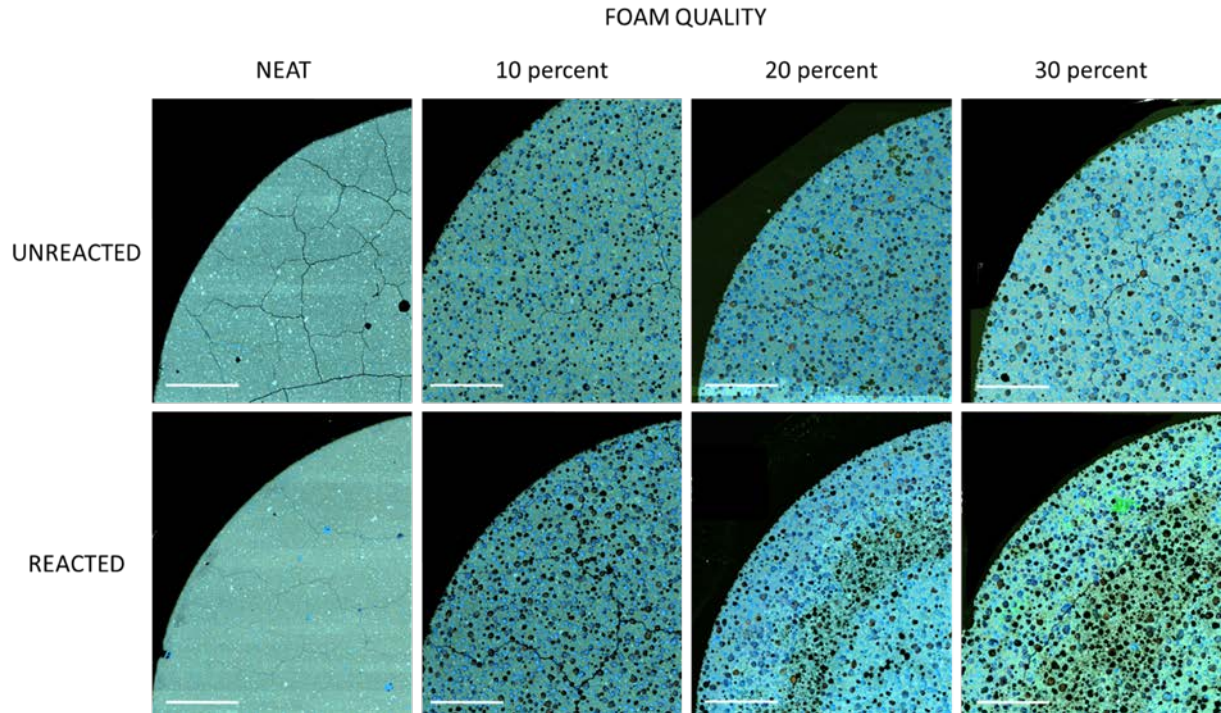 FOAM QUALITY
NEAT
10 percent
20 percent
30 percent
UNREACTED
REACTED